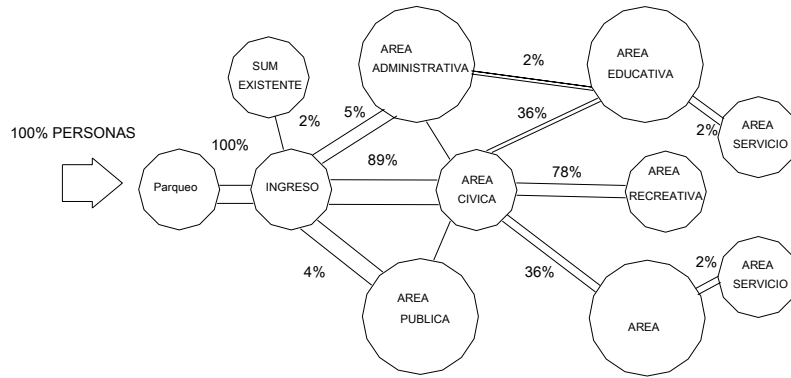 SUM
EXISTENTE
AREA
ADMINISTRATIVA
2%
AREA
EDUCATIVA
100% PERSONAS
100%
2%
5%
36%
2%
AREA
SERVICIO
Parqueo
INGRESO
89%
AREA
CIVICA
78%
AREA
RECREATIVA
4%
AREA
PUBLICA
36%
AREA
2%
AREA
SERVICIO